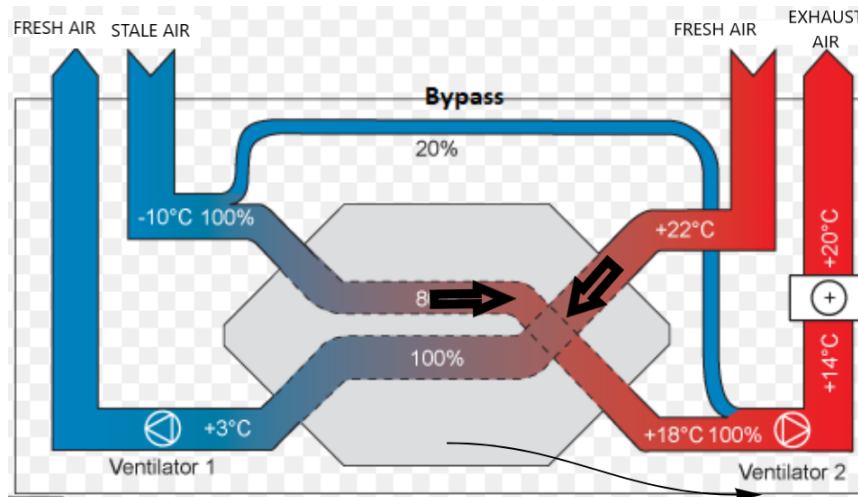 FRESH AIR
STALE AIR
FRESH AIR
EXHAUST
AIR
Bypass
20%
-10°C 100%
+22°C
+20°C
8
+
100%
+14°C
+3°C
+18°C 100%
Ventilator 1
Ventilator 2